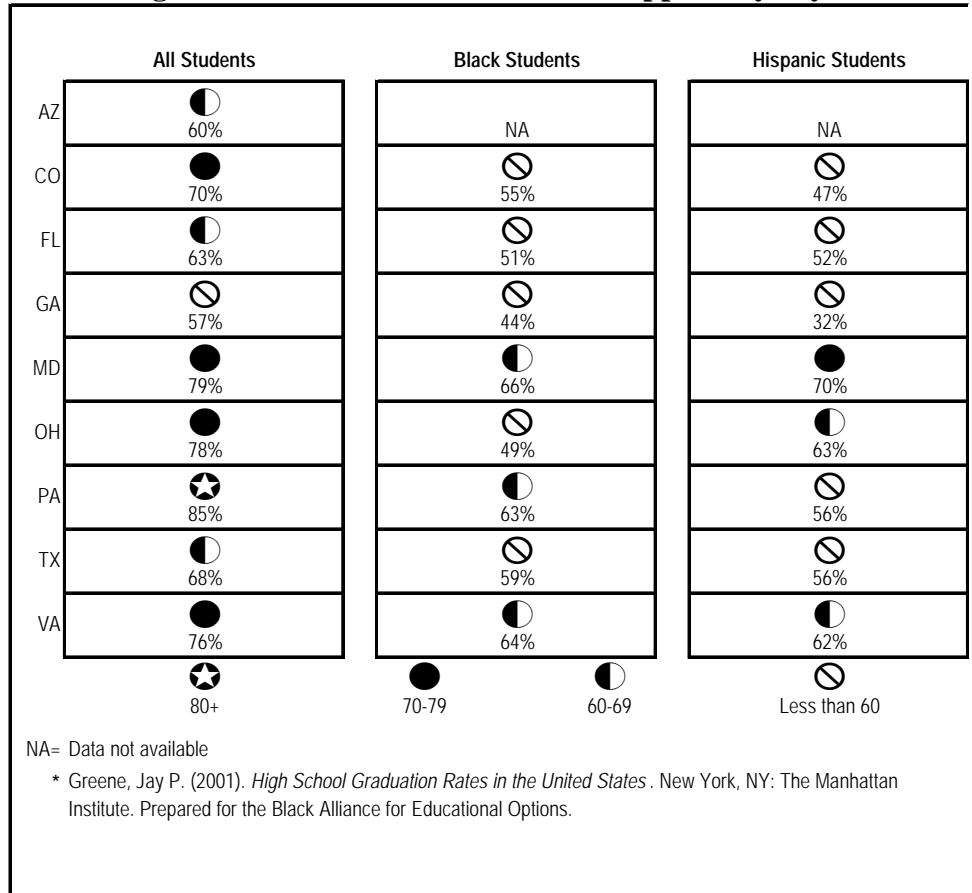 All Students Black Students Hispanic Students
AZ
60% NA NA
CO
70% 55% 47%
FL
63% 51% 52%
GA
57% 44% 32%
MD
79% 66% 70%
OH
78% 49% 63%
PA
85% 63% 56%
TX
68% 59% 56%
VA
76% 64% 62%
80+ 70-79 60-69 Less than 60
NA= Data not available
* Greene, Jay P. (2001). High School Graduation Rates in the United States . New York, NY: The Manhattan
Institute. Prepared for the Black Alliance for Educational Options.